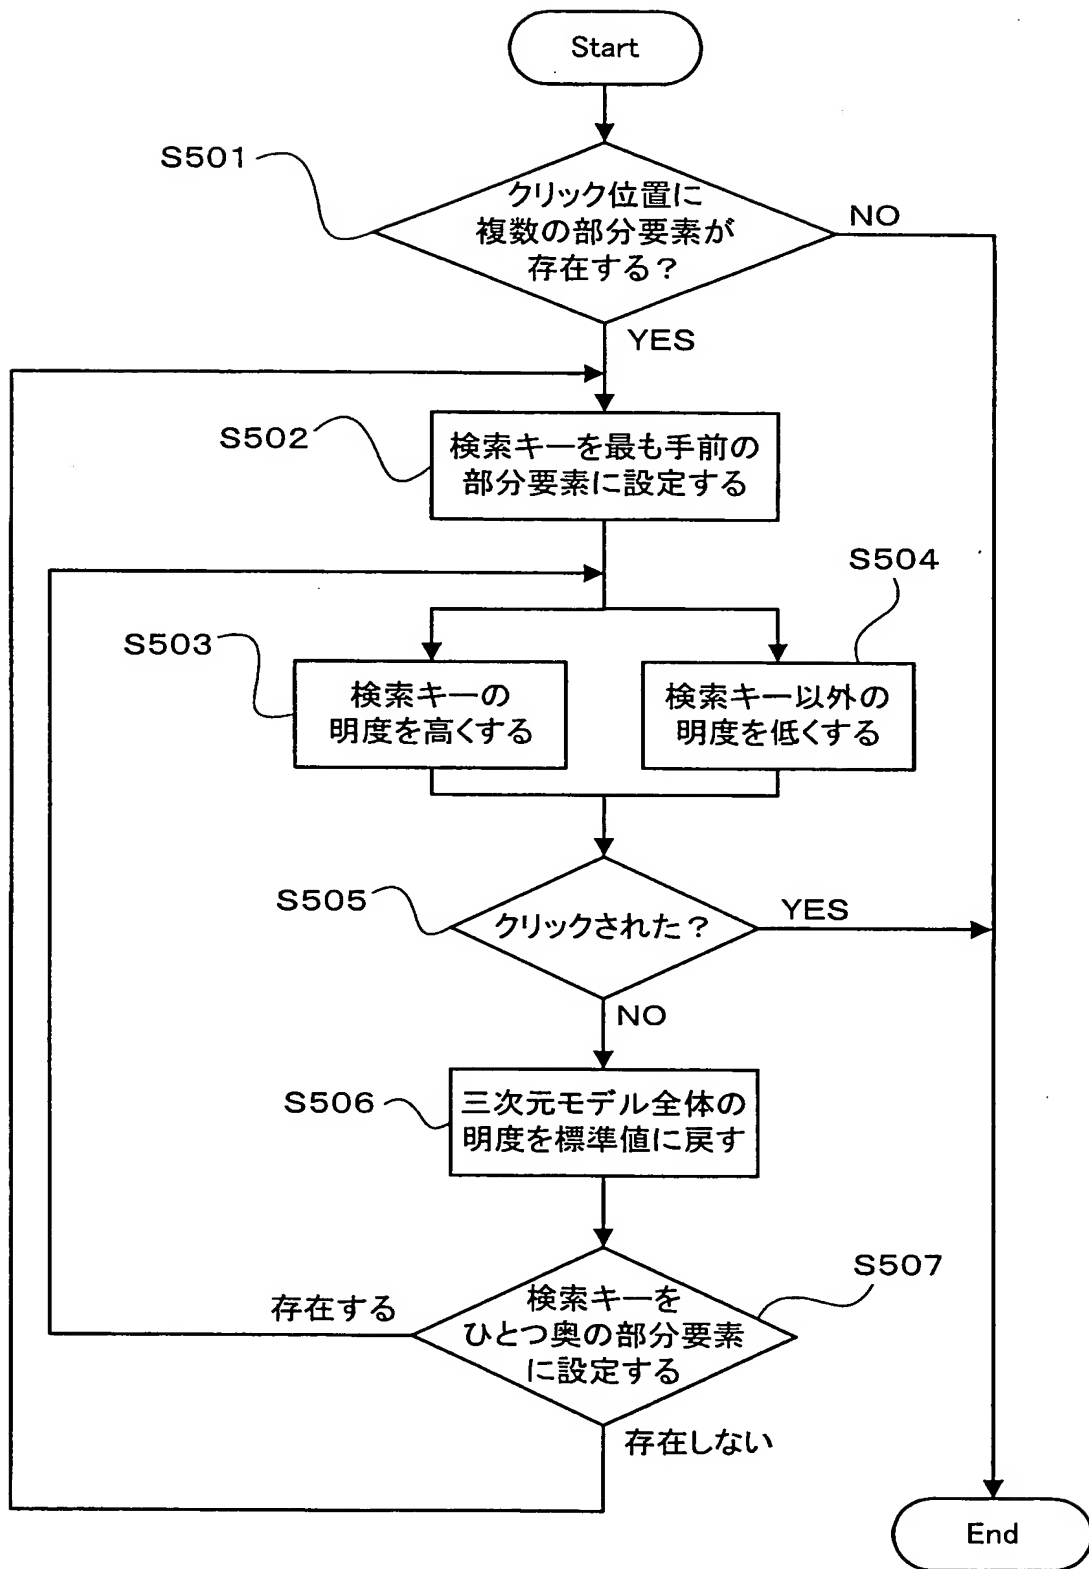 Start
S501
クリック位置に
複数の部分要素が
存在する？
NO
YES
S502
検索キーを最も手前の
部分要素に設定する
S504
S503
検索キーの
明度を高くする
検索キー以外の
明度を低くする
S505
クリックされた？
YES
NO
S506
三次元モデル全体の
明度を標準値に戻す
S507
存在する
検索キーを
ひとつ奥の部分要素
に設定する
存在しない
End